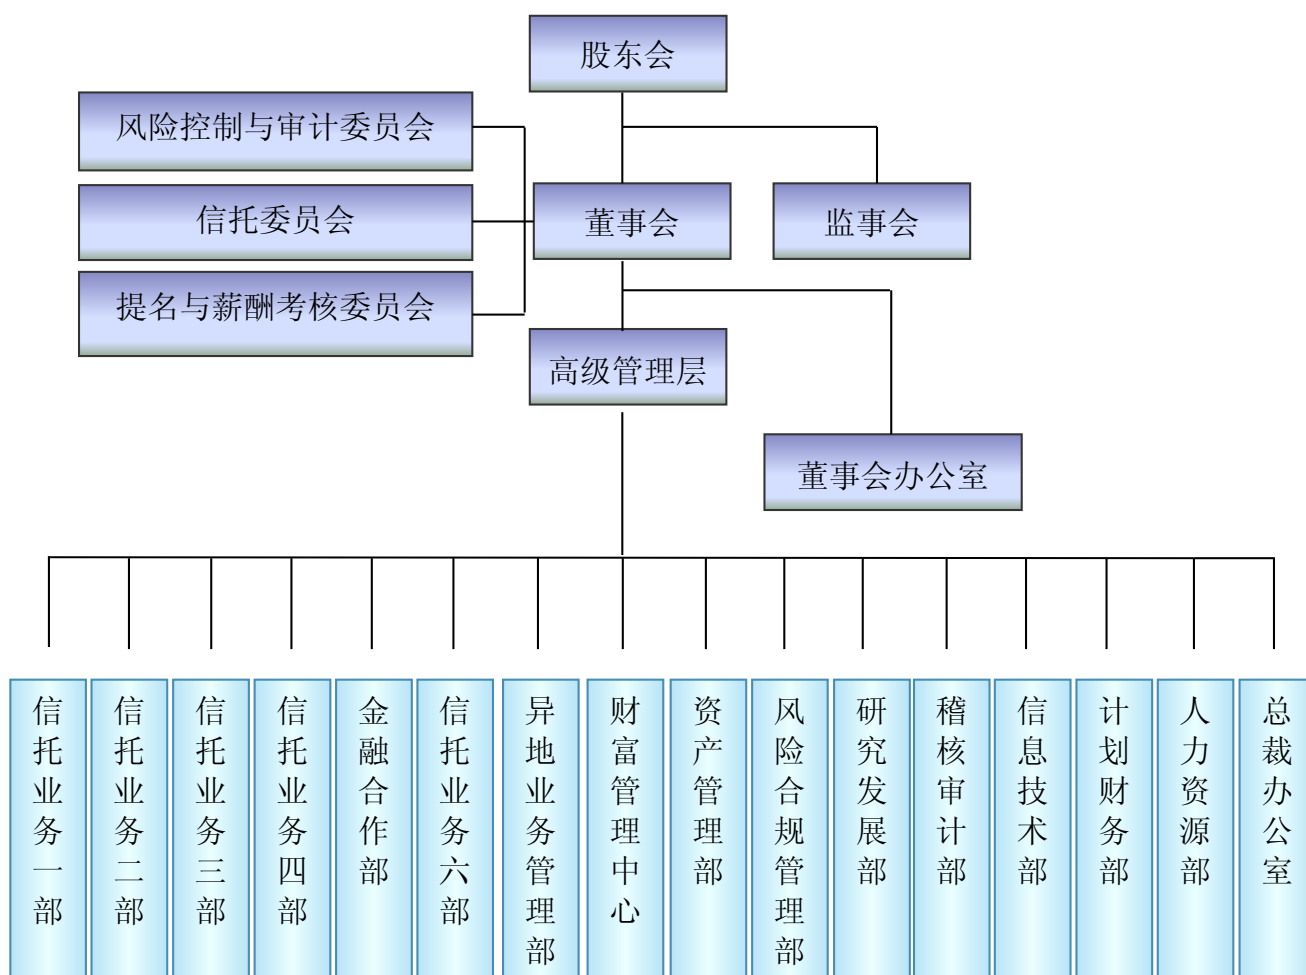 股东会
风险控制与审计委员会
信托委员会
董事会
监事会
提名与薪酬考核委员会
高级管理层
董事会办公室
信托业务一部
信托业务二部
信托业务三部
信托业务四部
金融合作部
信托业务六部
异地业务管理部
财富管理中心
资产管理部
风险合规管理部
研究发展部
稽核审计部
信息技术部
计划财务部
人力资源部
总裁办公室